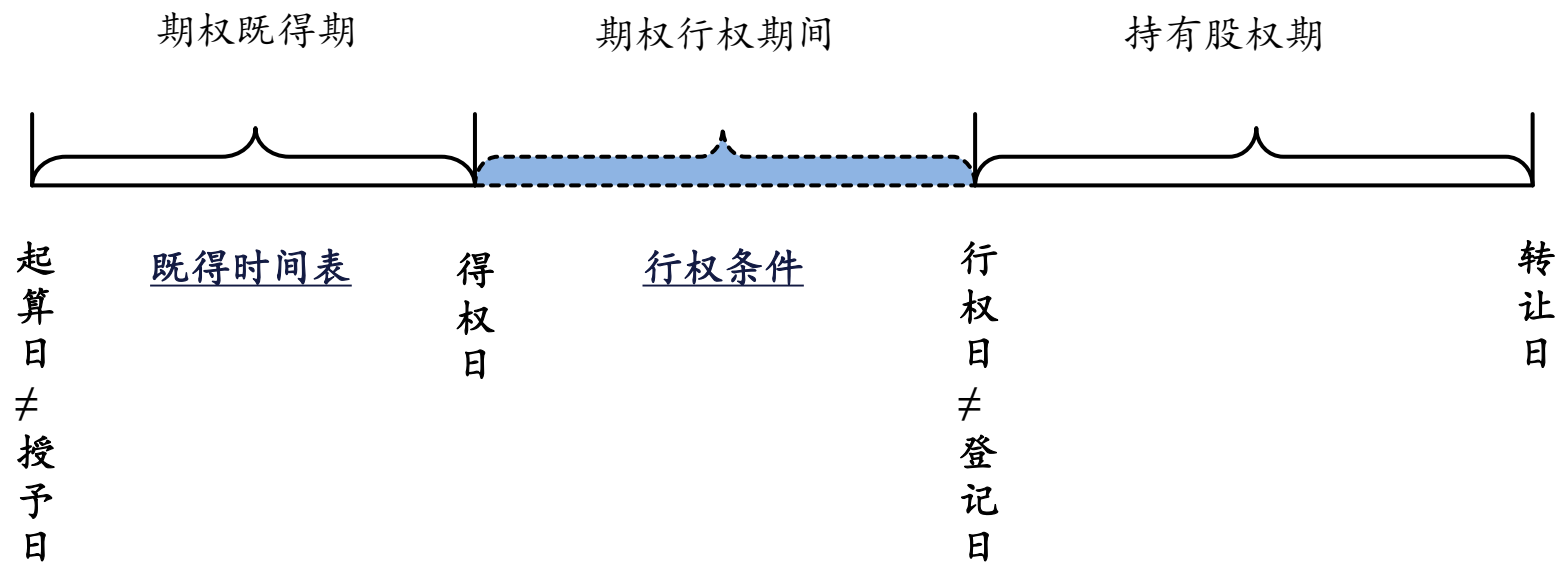 期权既得期
期权行权期间
持有股权期
起算日≠授予日
既得时间表
得权日
行权条件
行权日≠登记日
转让日